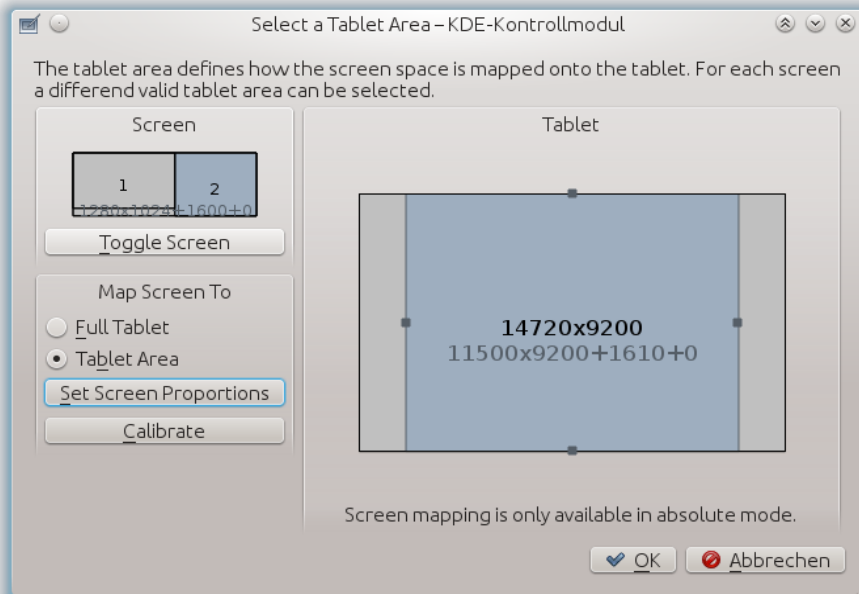 Select a Tablet Area – KDE-Kontrollmodul
The tablet area defines how the screen space is mapped onto the tablet. For each screen
a differend valid tablet area can be selected.
Screen
1
2
1280x1024+1600+0
Toggle Screen
Map Screen To
Full Tablet
Tablet Area
Set Screen Proportions
Calibrate
Tablet
14720x9200
11500x9200+1610+0
Screen mapping is only available in absolute mode.
OK
Abbrechen